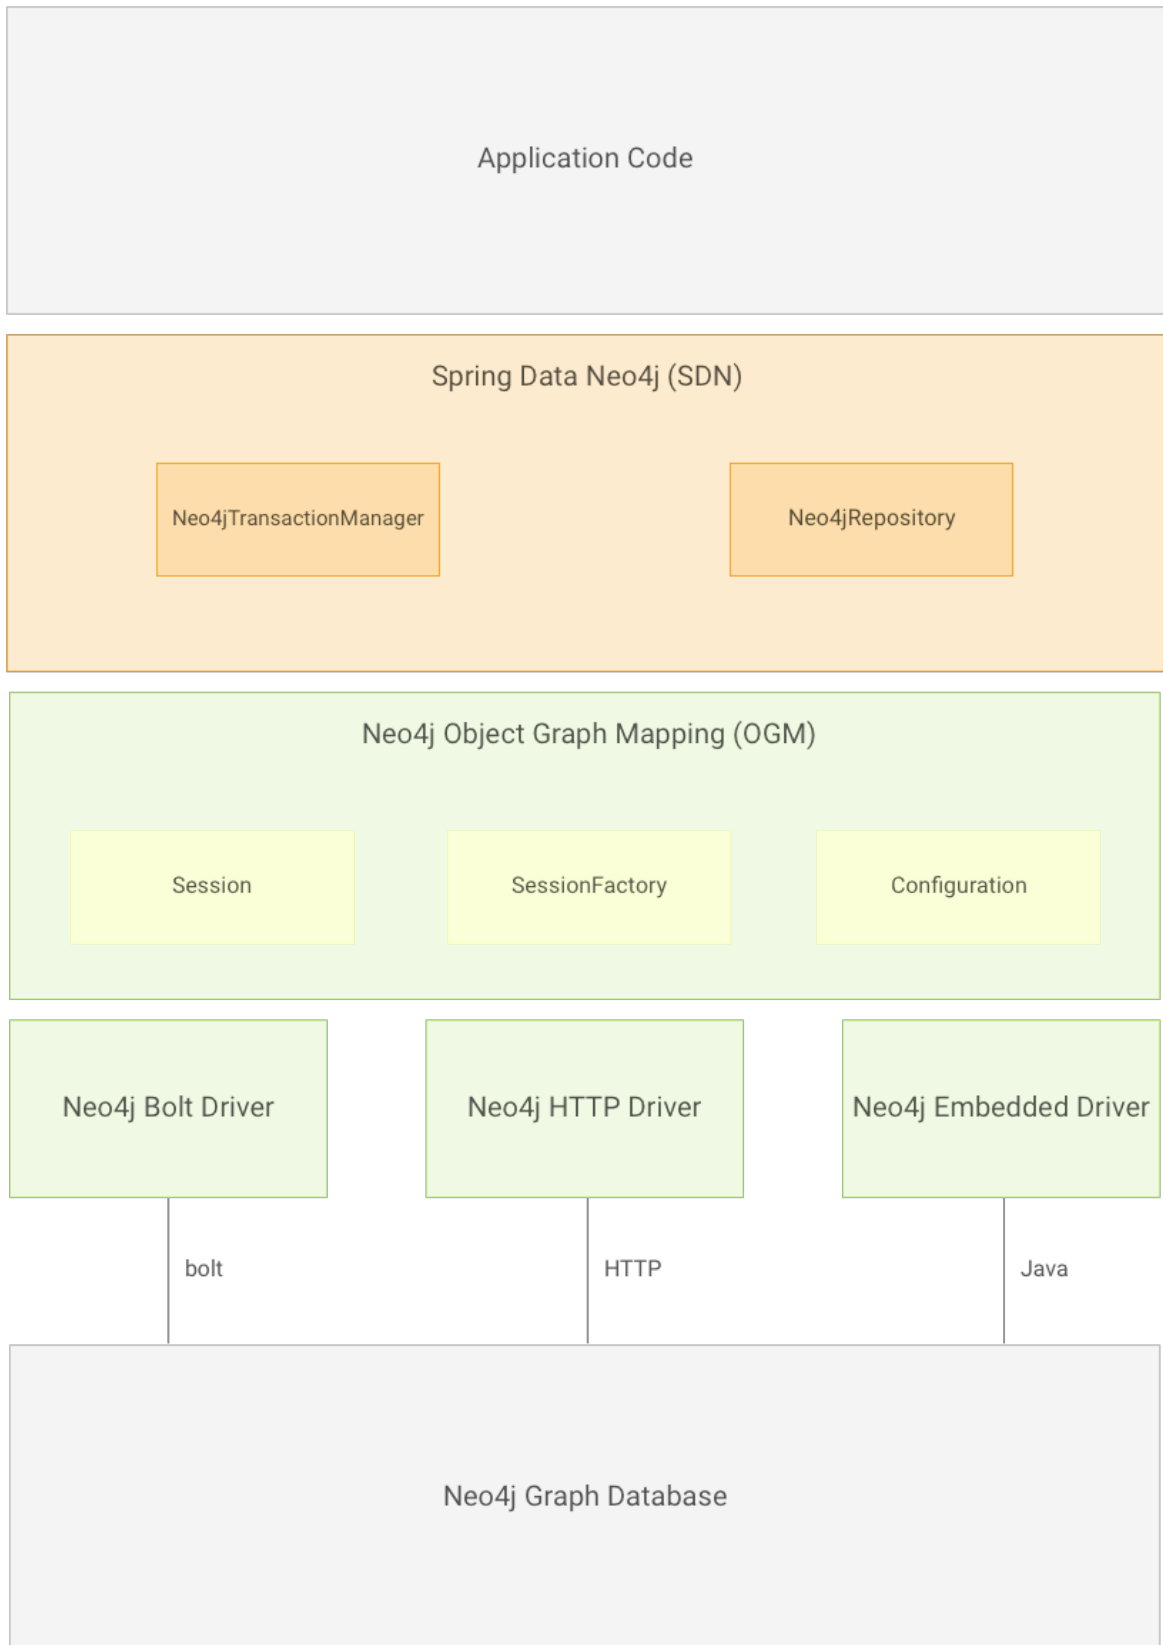 Application Code
Spring Data Neo4j (SDN)
Neo4jTransactionManager
Neo4jRepository
Neo4j Object Graph Mapping (OGM)
Session
SessionFactory
Configuration
Neo4j Bolt Driver
Neo4j HTTP Driver
Neo4j Embedded Driver
bolt
HTTP
Java
Neo4j Graph Database